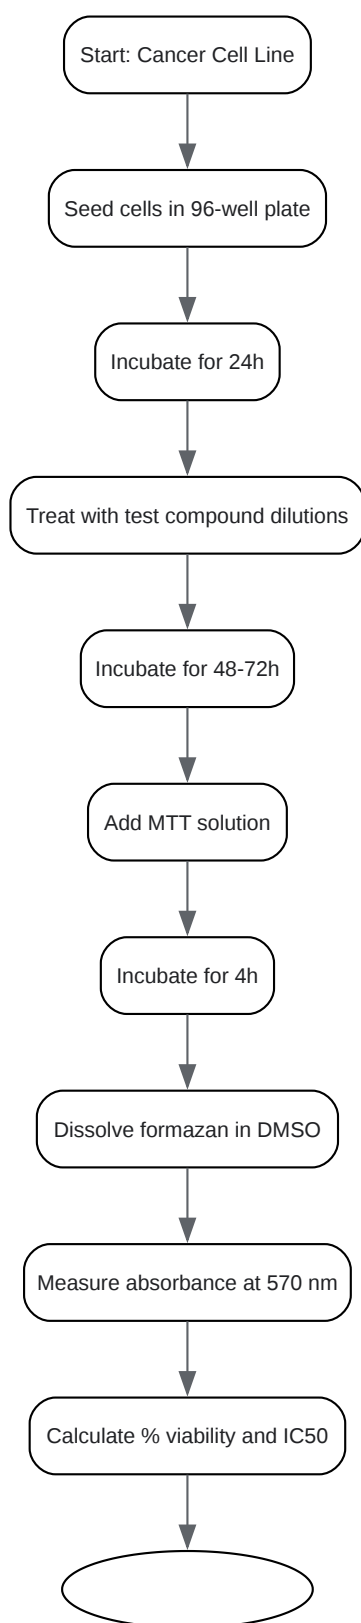 Start: Cancer Cell Line
Seed cells in 96-well plate
Incubate for 24h
Treat with test compound dilutions
Incubate for 48-72h
Add MTT solution
Incubate for 4h
Dissolve formazan in DMSO
Measure absorbance at 570 nm
Calculate % viability and IC50